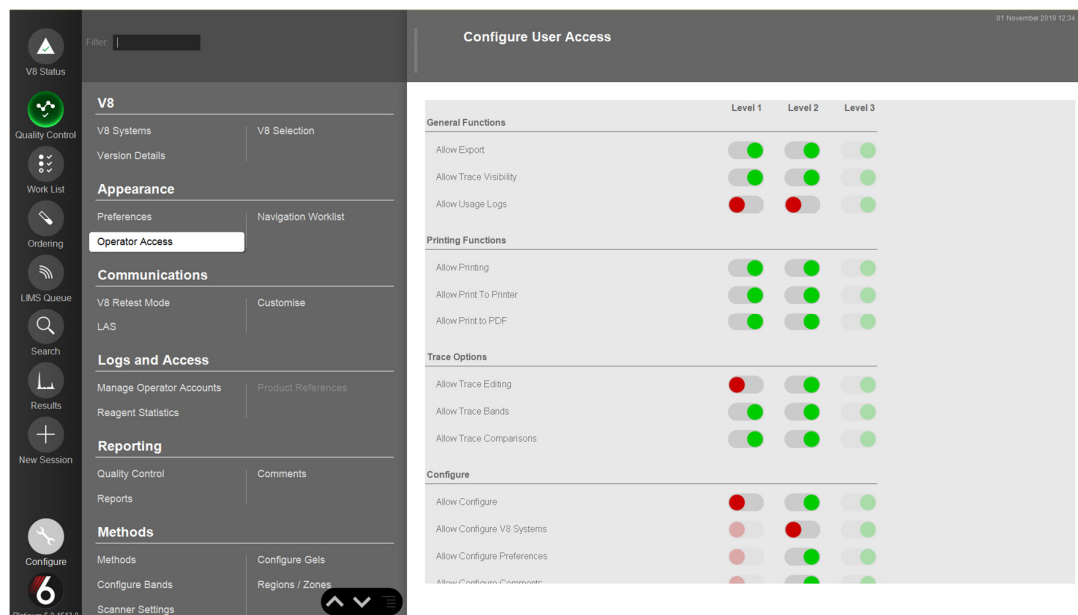 01 November 2019 12:34
Filter:
Configure User Access
V8 Status
Quality Control
Work List
Ordering
LIMS Queue
Search
Results
New Session
Configure
V8
V8 Systems
V8 Selection
Version Details
Appearance
Preferences
Navigation Worklist
Operator Access
Communications
V8 Retest Mode
Customise
LAS
Logs and Access
Manage Operator Accounts
Product References
Reagent Statistics
Reporting
Quality Control
Comments
Reports
Methods
Methods
Configure Gels
Configure Bands
Regions / Zones
Scanner Settings
Level 1 Level 2 Level 3
General Functions
Allow Export
Allow Trace Visibility
Allow Usage Logs
Printing Functions
Allow Printing
Allow Print To Printer
Allow Print to PDF
Trace Options
Allow Trace Editing
Allow Trace Bands
Allow Trace Comparisons
Configure
Allow Configure
Allow Configure V8 Systems
Allow Configure Preferences
Allow Configure Comments